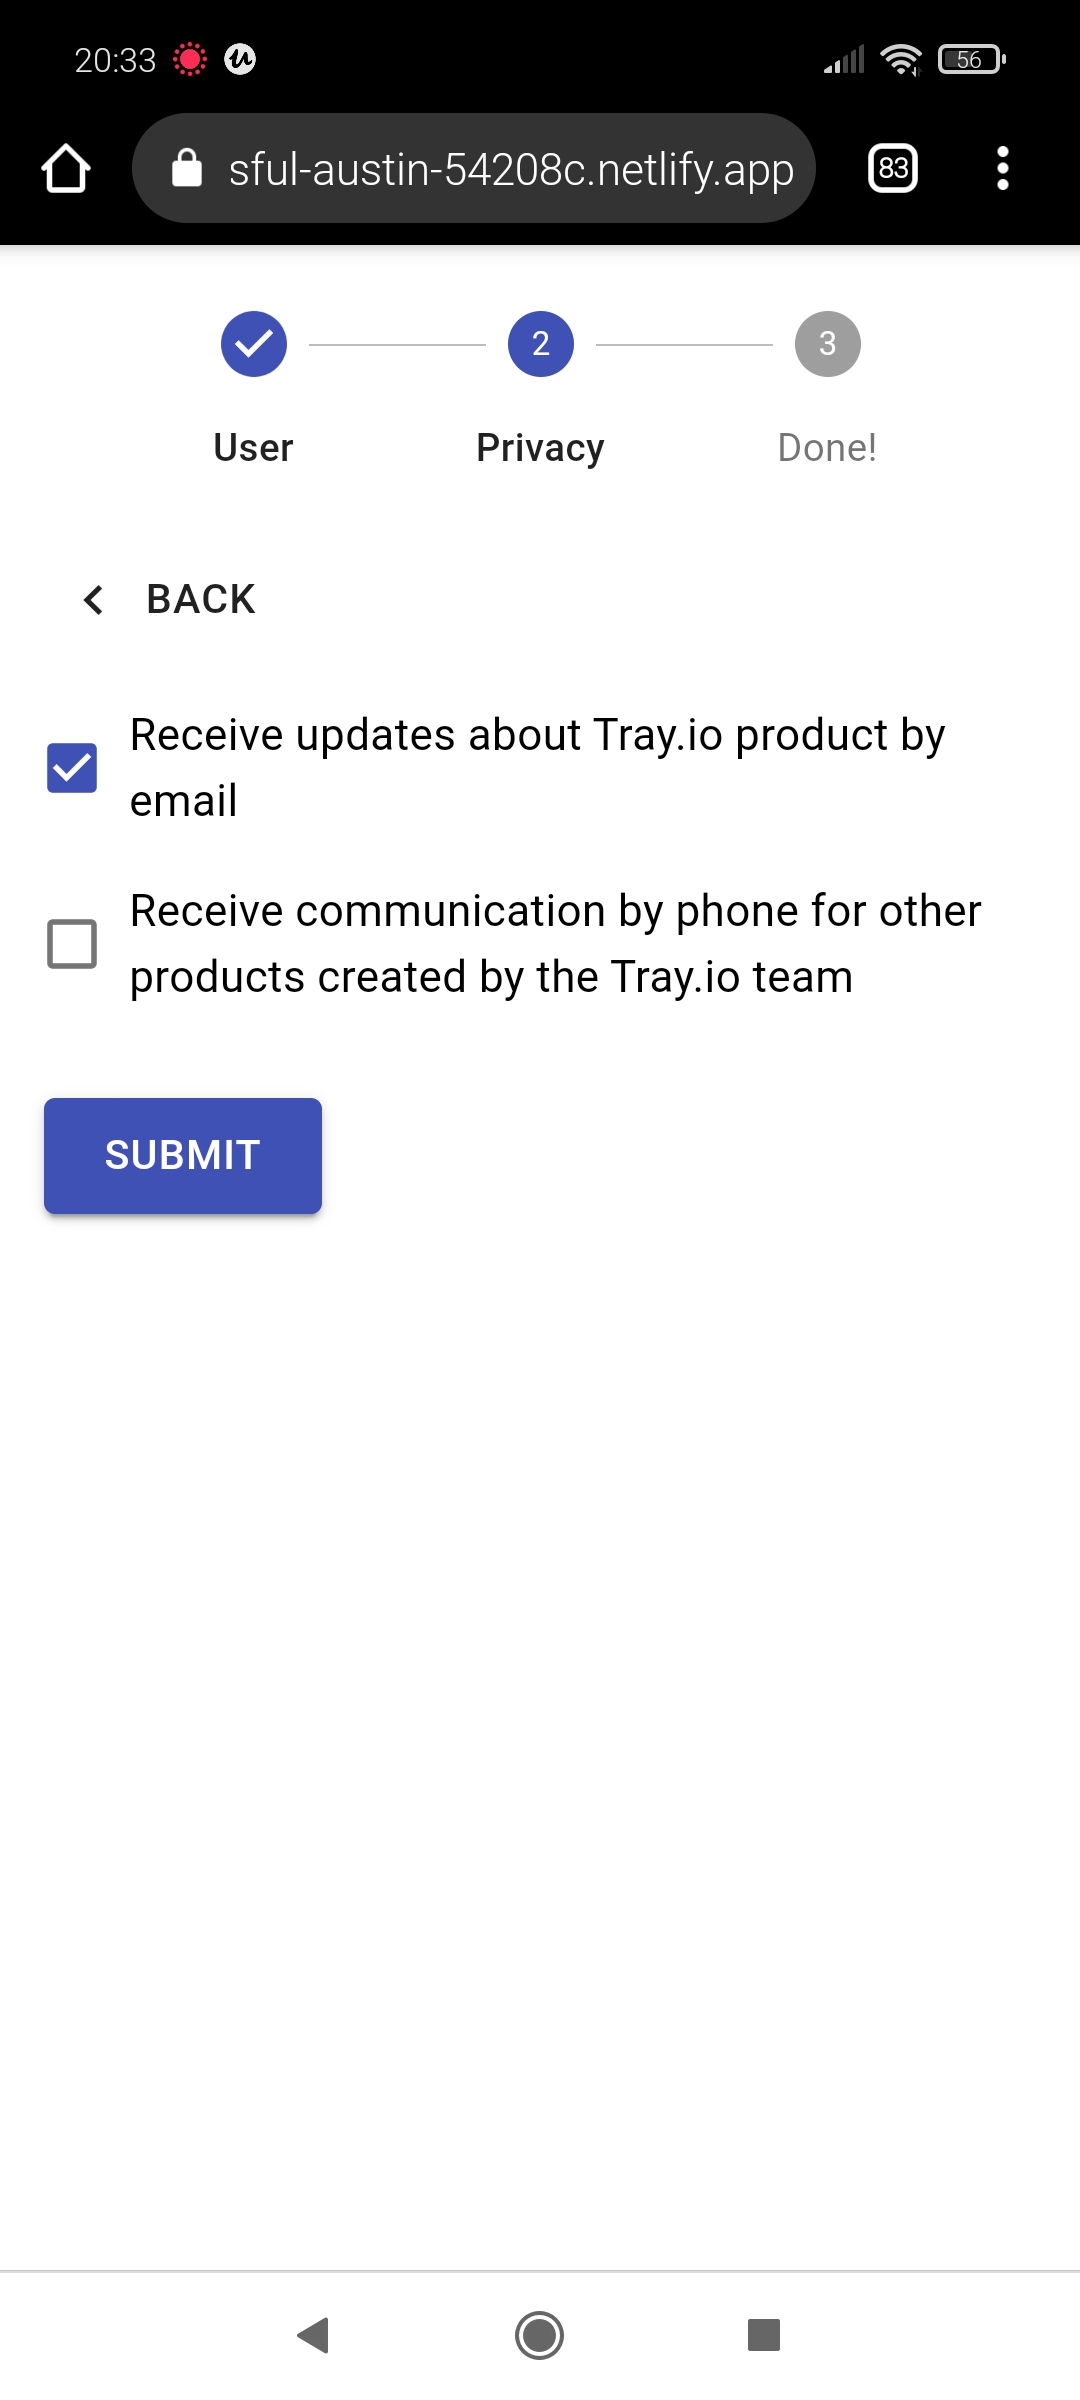 20:33
56
sful-austin-54208c.netlify.app
83
2
3
User
Privacy
Done!
BACK
Receive updates about Tray.io product by
email
Receive communication by phone for other
products created by the Tray.io team
SUBMIT